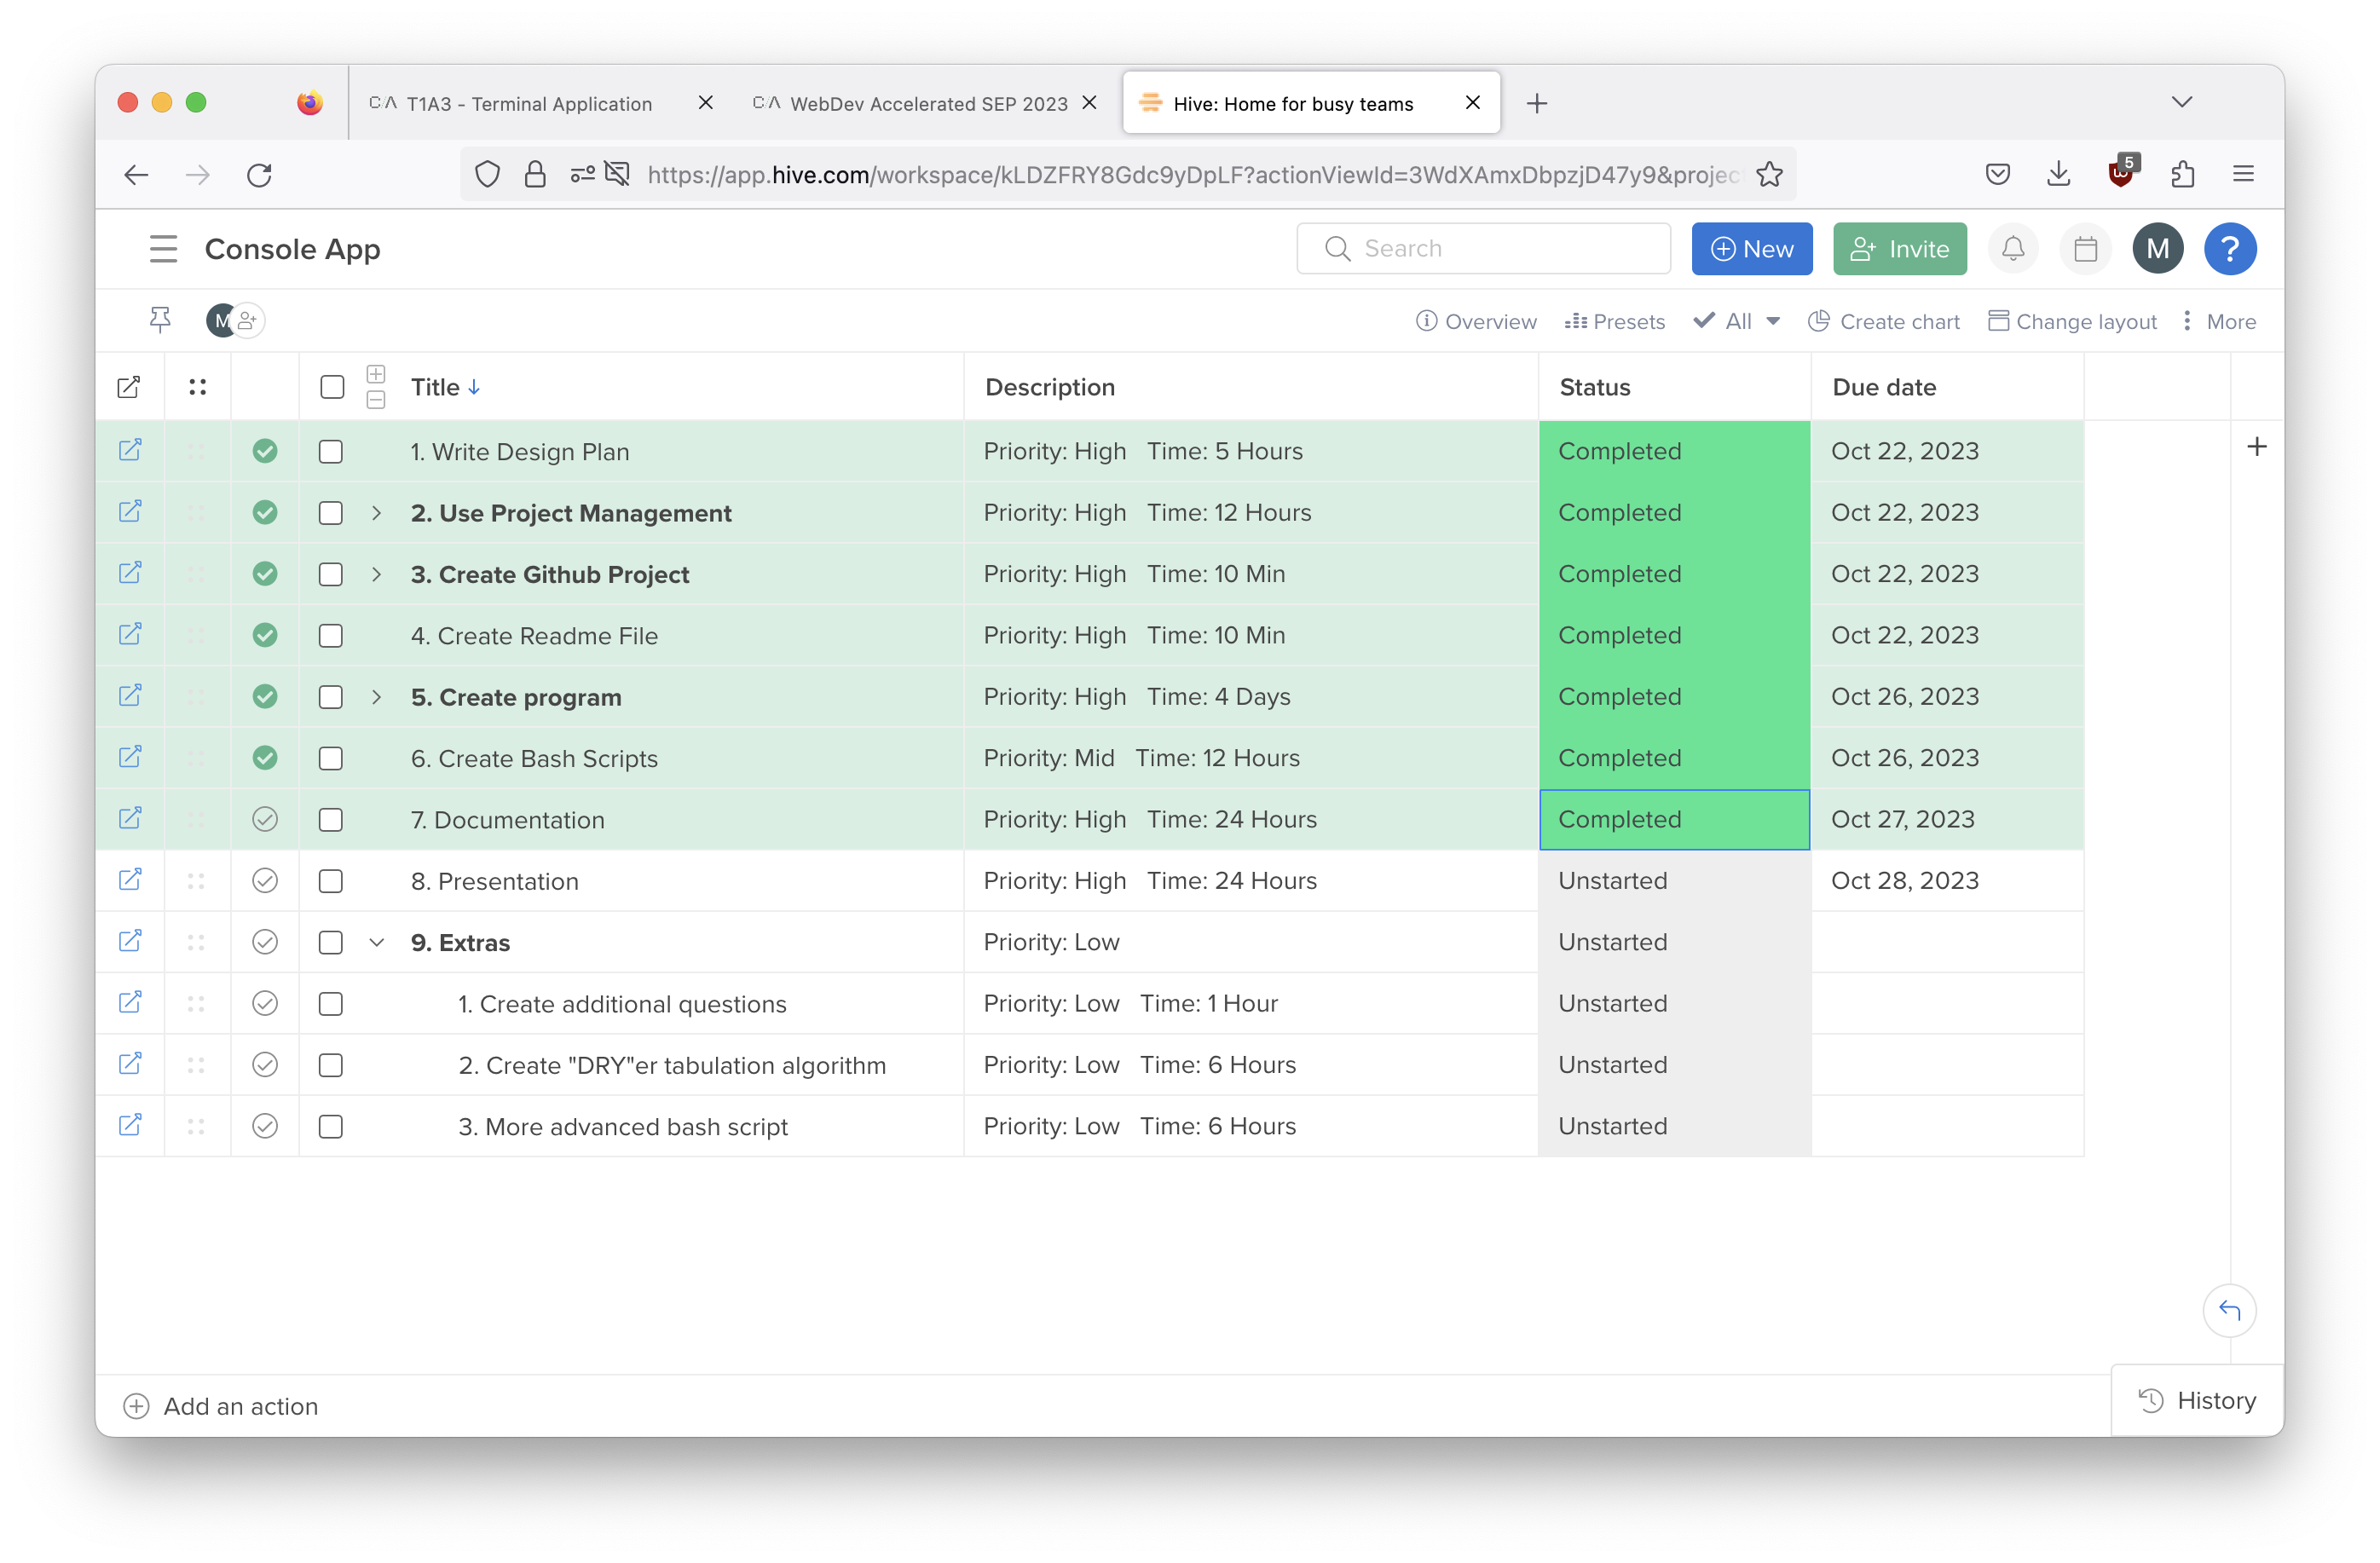 C:/\ T1A3 - Terminal Application
C:/\ WebDev Accelerated SEP 2023
Hive: Home for busy teams
https://app.hive.com/workspace/kLDZFRY8Gdc9yDpLF?actionViewId=3WdXAmxDbpzjD47y9&projec
5
Console App
Search
New
Invite
M
?
M
Overview
Presets
All
Create chart
Change layout
More
Title Description Status Due date
1. Write Design Plan Priority: High Time: 5 Hours Completed Oct 22, 2023
2. Use Project Management Priority: High Time: 12 Hours Completed Oct 22, 2023
3. Create Github Project Priority: High Time: 10 Min Completed Oct 22, 2023
4. Create Readme File Priority: High Time: 10 Min Completed Oct 22, 2023
5. Create program Priority: High Time: 4 Days Completed Oct 26, 2023
6. Create Bash Scripts Priority: Mid Time: 12 Hours Completed Oct 26, 2023
7. Documentation Priority: High Time: 24 Hours Completed Oct 27, 2023
8. Presentation Priority: High Time: 24 Hours Unstarted Oct 28, 2023
9. Extras Priority: Low Unstarted
1. Create additional questions Priority: Low Time: 1 Hour Unstarted
2. Create "DRY"er tabulation algorithm Priority: Low Time: 6 Hours Unstarted
3. More advanced bash script Priority: Low Time: 6 Hours Unstarted
Add an action
History